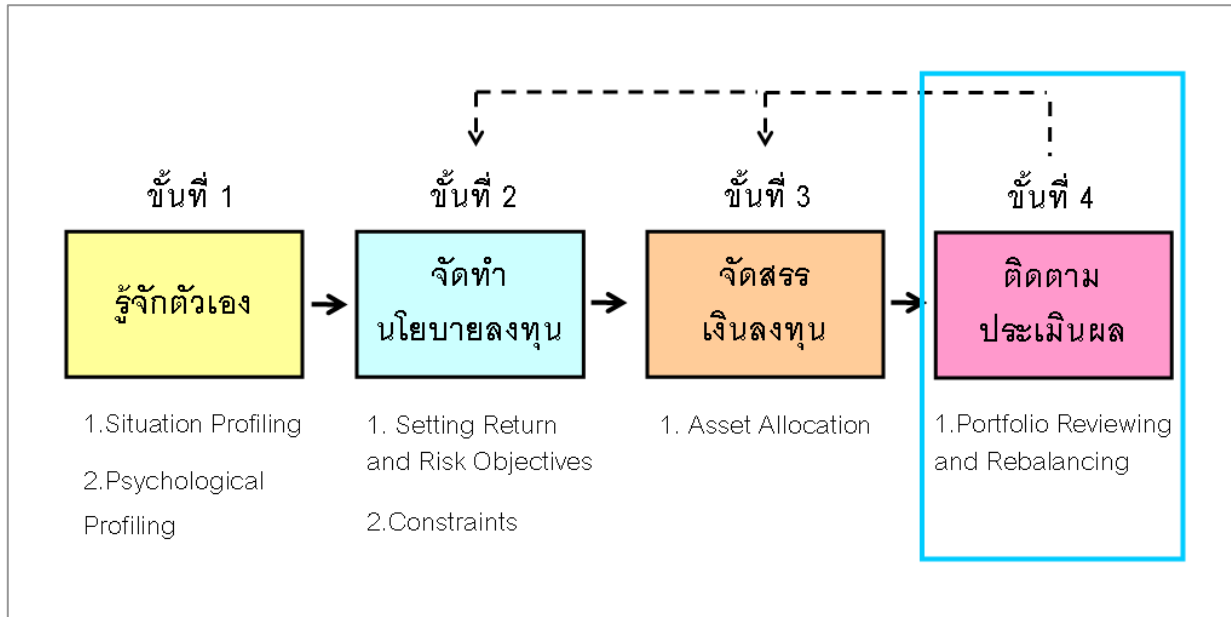 ขั้นที่ 1
รู้จักตัวเอง
1.Situation Profiling
2.Psychological
Profiling
ขั้นที่ 2
จัดทำ
นโยบายลงทุน
1. Setting Return
and Risk Objectives
2.Constraints
ขั้นที่ 3
จัดสรร
เงินลงทุน
1. Asset Allocation
ขั้นที่ 4
ติดตาม
ประเมินผล
1.Portfolio Reviewing
and Rebalancing